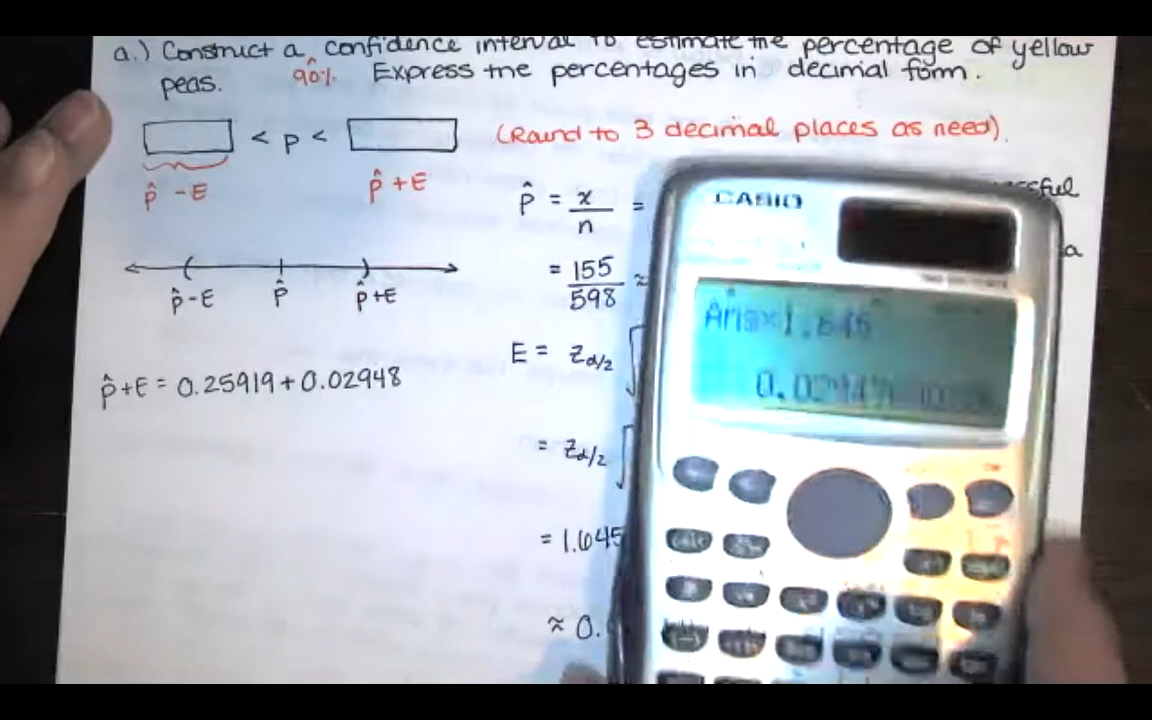 a.) Construct a confidence interval to estimate the percentage of yellow
peas. 90% Express the percentages in decimal form.
< p < (Round to 3 decimal places as need).
p̂ - E p̂ + E
p̂ = x/n =
= 155/598 ≈
p̂-E p̂ p̂+E
E = Zα/2 √
p̂+E = 0.25919 + 0.02948
= Zα/2 √
= 1.645
≈ 0.
CASIO
Ans×1.645